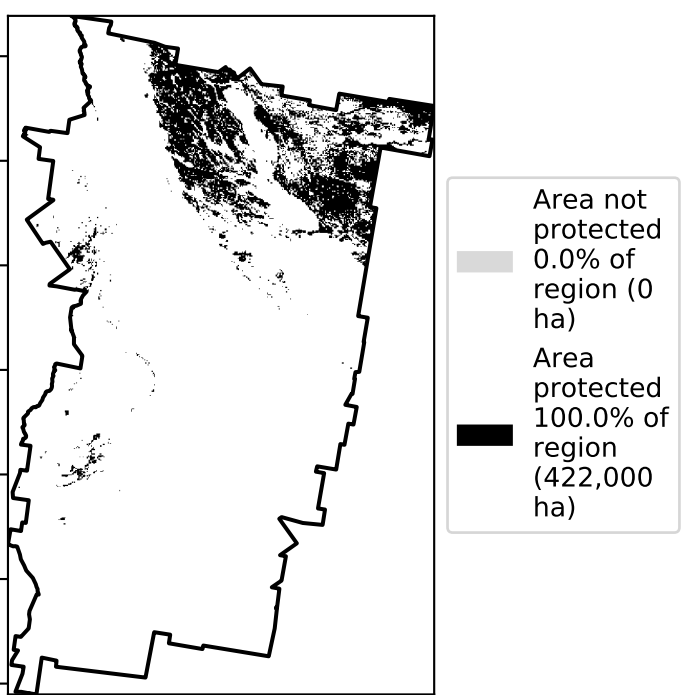 Area not
protected
0.0% of
region (0
ha)
Area
protected
100.0% of
region
(422,000
ha)